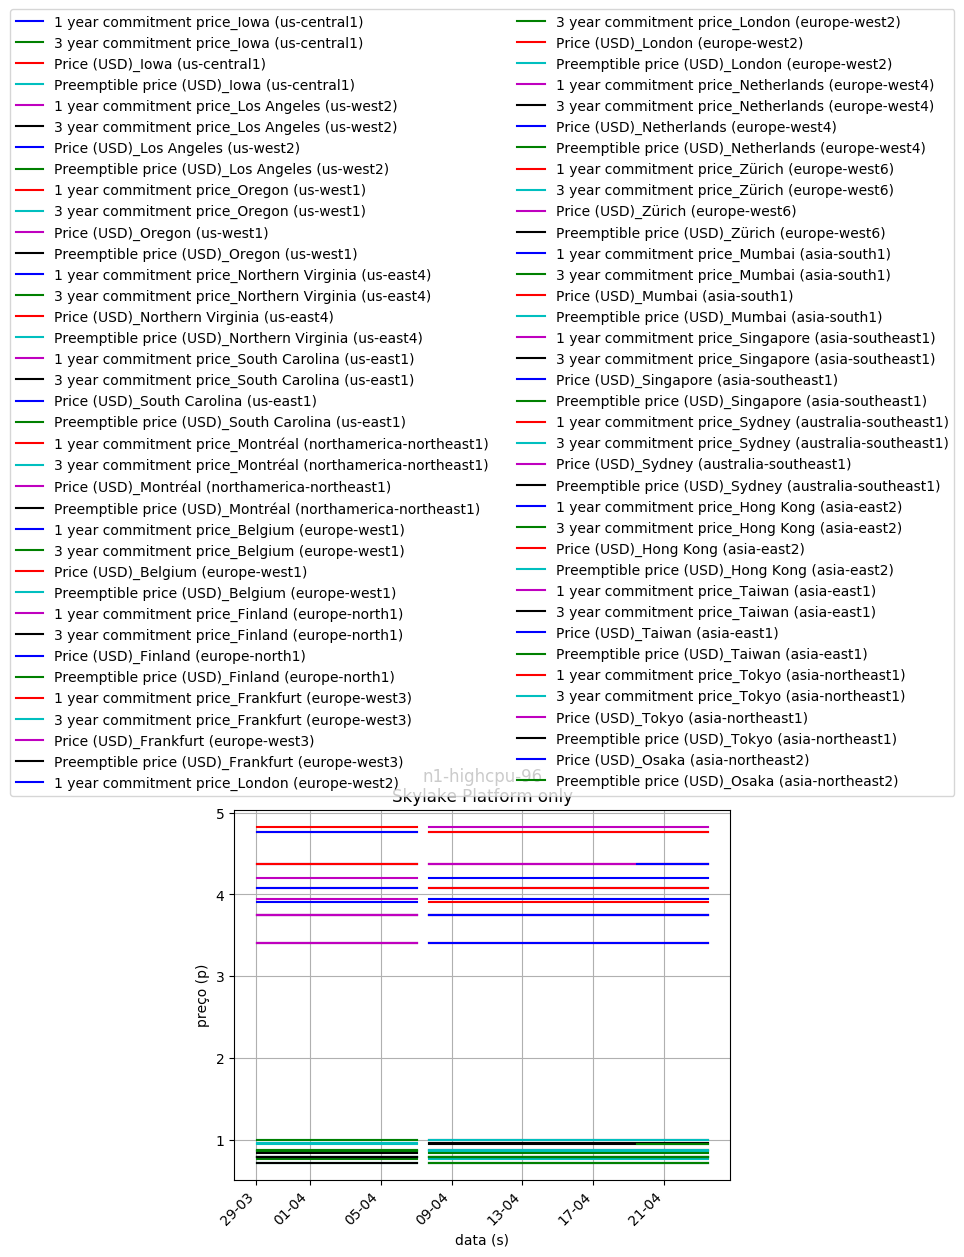 1 year commitment price_Iowa (us-central1)
3 year commitment price_Iowa (us-central1)
Price (USD)_Iowa (us-central1)
Preemptible price (USD)_Iowa (us-central1)
1 year commitment price_Los Angeles (us-west2)
3 year commitment price_Los Angeles (us-west2)
Price (USD)_Los Angeles (us-west2)
Preemptible price (USD)_Los Angeles (us-west2)
1 year commitment price_Oregon (us-west1)
3 year commitment price_Oregon (us-west1)
Price (USD)_Oregon (us-west1)
Preemptible price (USD)_Oregon (us-west1)
1 year commitment price_Northern Virginia (us-east4)
3 year commitment price_Northern Virginia (us-east4)
Price (USD)_Northern Virginia (us-east4)
Preemptible price (USD)_Northern Virginia (us-east4)
1 year commitment price_South Carolina (us-east1)
3 year commitment price_South Carolina (us-east1)
Price (USD)_South Carolina (us-east1)
Preemptible price (USD)_South Carolina (us-east1)
1 year commitment price_Montréal (northamerica-northeast1)
3 year commitment price_Montréal (northamerica-northeast1)
Price (USD)_Montréal (northamerica-northeast1)
Preemptible price (USD)_Montréal (northamerica-northeast1)
1 year commitment price_Belgium (europe-west1)
3 year commitment price_Belgium (europe-west1)
Price (USD)_Belgium (europe-west1)
Preemptible price (USD)_Belgium (europe-west1)
1 year commitment price_Finland (europe-north1)
3 year commitment price_Finland (europe-north1)
Price (USD)_Finland (europe-north1)
Preemptible price (USD)_Finland (europe-north1)
1 year commitment price_Frankfurt (europe-west3)
3 year commitment price_Frankfurt (europe-west3)
Price (USD)_Frankfurt (europe-west3)
Preemptible price (USD)_Frankfurt (europe-west3)
1 year commitment price_London (europe-west2)
3 year commitment price_London (europe-west2)
Price (USD)_London (europe-west2)
Preemptible price (USD)_London (europe-west2)
1 year commitment price_Netherlands (europe-west4)
3 year commitment price_Netherlands (europe-west4)
Price (USD)_Netherlands (europe-west4)
Preemptible price (USD)_Netherlands (europe-west4)
1 year commitment price_Zürich (europe-west6)
3 year commitment price_Zürich (europe-west6)
Price (USD)_Zürich (europe-west6)
Preemptible price (USD)_Zürich (europe-west6)
1 year commitment price_Mumbai (asia-south1)
3 year commitment price_Mumbai (asia-south1)
Price (USD)_Mumbai (asia-south1)
Preemptible price (USD)_Mumbai (asia-south1)
1 year commitment price_Singapore (asia-southeast1)
3 year commitment price_Singapore (asia-southeast1)
Price (USD)_Singapore (asia-southeast1)
Preemptible price (USD)_Singapore (asia-southeast1)
1 year commitment price_Sydney (australia-southeast1)
3 year commitment price_Sydney (australia-southeast1)
Price (USD)_Sydney (australia-southeast1)
Preemptible price (USD)_Sydney (australia-southeast1)
1 year commitment price_Hong Kong (asia-east2)
3 year commitment price_Hong Kong (asia-east2)
Price (USD)_Hong Kong (asia-east2)
Preemptible price (USD)_Hong Kong (asia-east2)
1 year commitment price_Taiwan (asia-east1)
3 year commitment price_Taiwan (asia-east1)
Price (USD)_Taiwan (asia-east1)
Preemptible price (USD)_Taiwan (asia-east1)
1 year commitment price_Tokyo (asia-northeast1)
3 year commitment price_Tokyo (asia-northeast1)
Price (USD)_Tokyo (asia-northeast1)
Preemptible price (USD)_Tokyo (asia-northeast1)
Price (USD)_Osaka (asia-northeast2)
Preemptible price (USD)_Osaka (asia-northeast2)
n1-highcpu-96
Skylake Platform only
5
4
3
2
1
preço (p)
29-03
01-04
05-04
09-04
13-04
17-04
21-04
data (s)